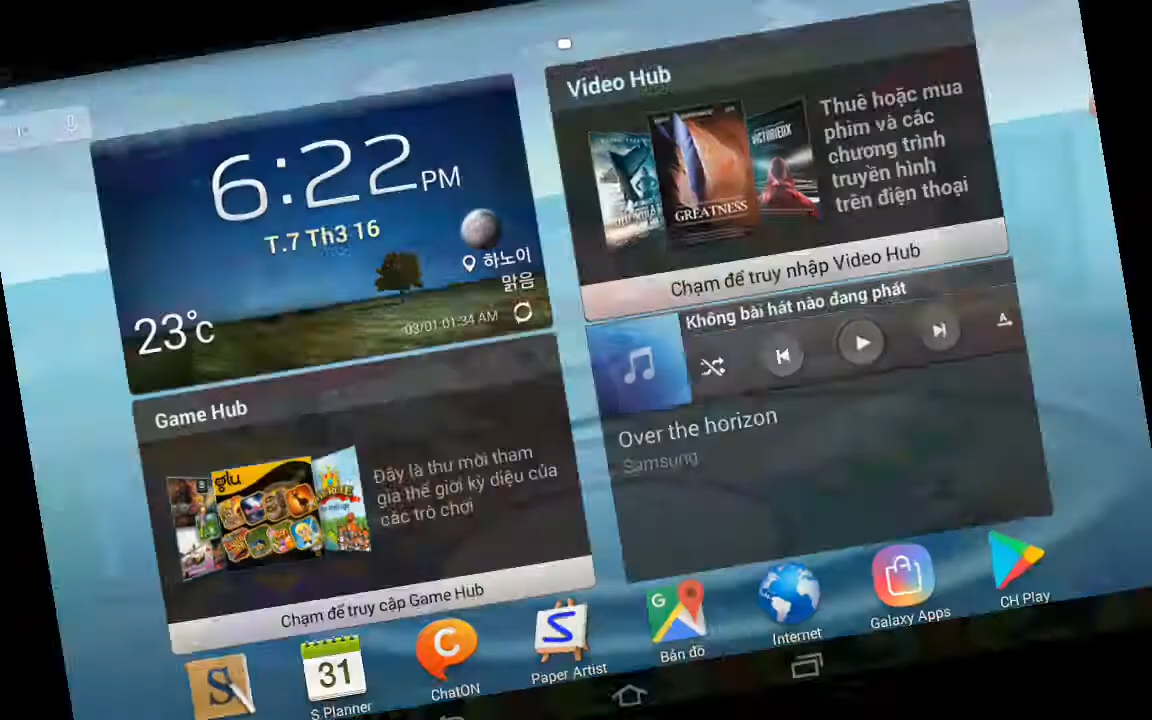 6:22 PM
T.7 Th3 16
하노이
맑음
23°c
03/01 01:34 AM
Video Hub
GREATNESS
Thuê hoặc mua
phim và các
chương trình
truyền hình
trên điện thoại
Chạm để truy nhập Video Hub
Không bài hát nào đang phát
Over the horizon
Samsung
Game Hub
glu
Đây là thư mời tham
gia thế giới kỳ diệu của
các trò chơi
Chạm để truy cập Game Hub
S
31
S Planner
C
ChatON
S
Paper Artist
G
Bản đồ
Internet
Galaxy Apps
CH Play